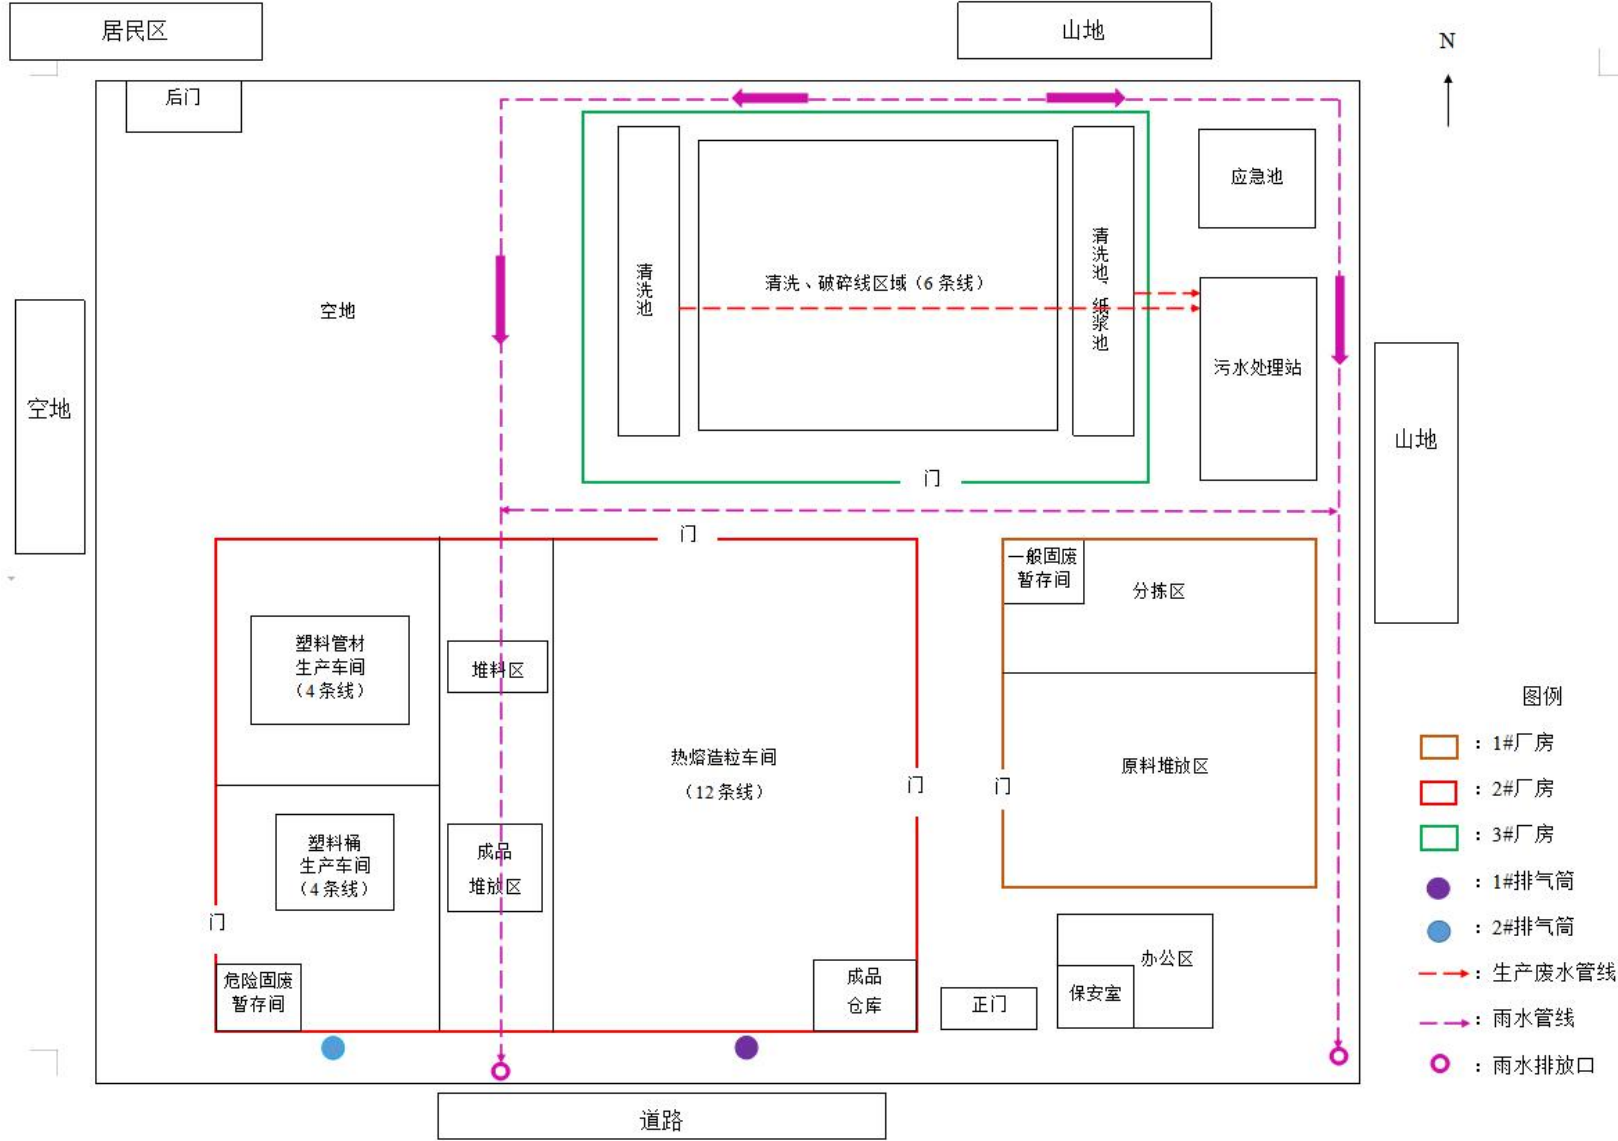 居民区
山地
N
后门
应急池
清洗池
清洗、破碎线区域（6条线）
清洗池，纸浆池
空地
污水处理站
空地
山地
门
门
一般固废
暂存间
分拣区
塑料管材
生产车间
（4条线）
堆料区
热熔造粒车间
（12条线）
门
门
原料堆放区
塑料桶
生产车间
（4条线）
成品
堆放区
门
危险固废
暂存间
成品
仓库
正门
办公区
保安室
道路
图例
：1#厂房
：2#厂房
：3#厂房
：1#排气筒
：2#排气筒
：生产废水管线
：雨水管线
：雨水排放口